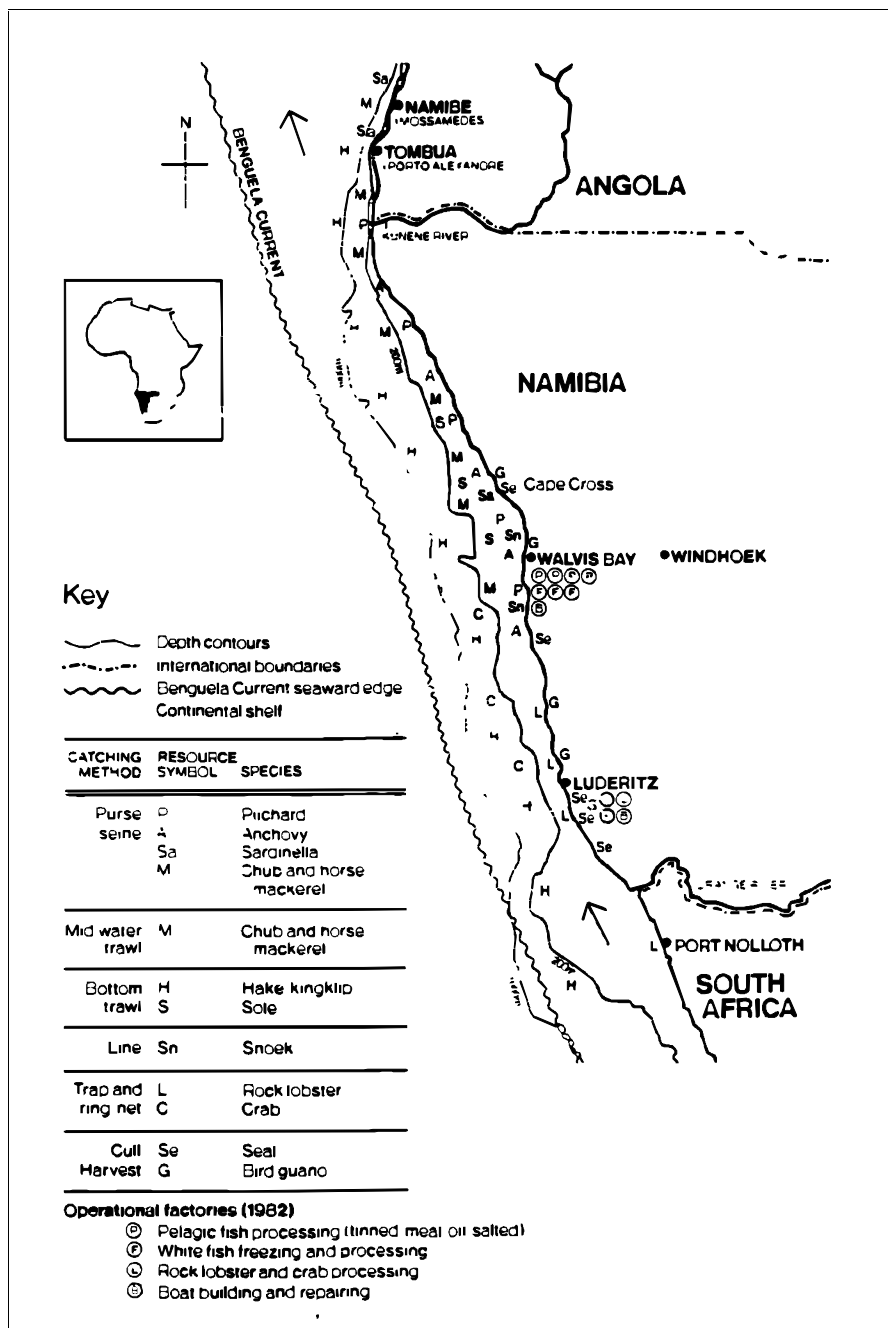 N
BENGUELA CURRENT
Sa
M
NAMIBE
MOSSAMEDES
Sa
H
TOMBUA
PORTO ALEXANDRE
ANGOLA
M
H
P
KUNENE RIVER
M
A
H
M
P
200m
NAMIBIA
A
H
M
S P
H
M
A G
S
Sa
Se Cape Cross
M
P
S
Sn
G
H
A
WALVIS BAY
WINDHOEK
P P P P
M
P
F F F
C
Sn
B
H
A
Se
C
G
L
H
G
C
L
LUDERITZ
Se
G
L
H
L
Se
B
Se
H
L
PORT NOLLOTH
200m
H
SOUTH
AFRICA
Key
Depth contours
International boundaries
Benguela Current seaward edge
Continental shelf
CATCHING RESOURCE
METHOD SYMBOL SPECIES
Purse P Pilchard
seine A Anchovy
Sa Sardinella
M Chub and horse
mackerel
Mid water M Chub and horse
trawl mackerel
Bottom H Hake kingklip
trawl S Sole
Line Sn Snoek
Trap and L Rock lobster
ring net C Crab
Cull Se Seal
Harvest G Bird guano
Operational factories (1982)
P Pelagic fish processing (tinned meal oil salted)
F White fish freezing and processing
L Rock lobster and crab processing
B Boat building and repairing